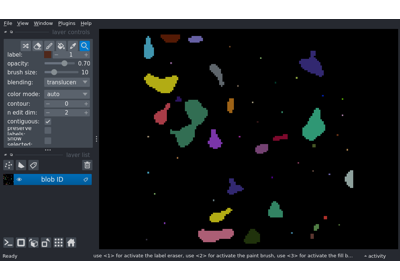 File View Window Plugins Help
layer controls
label: 1
opacity: 0.70
brush size: 10
blending: translucen
color mode: auto
contour: 0
n edit dim: 2
contiguous: ✓
preserve
labels:
show
selected:
layer list
blob ID
Ready use <1> for activate the label eraser, use <2> for activate the paint brush, use <3> for activate the fill b... activity